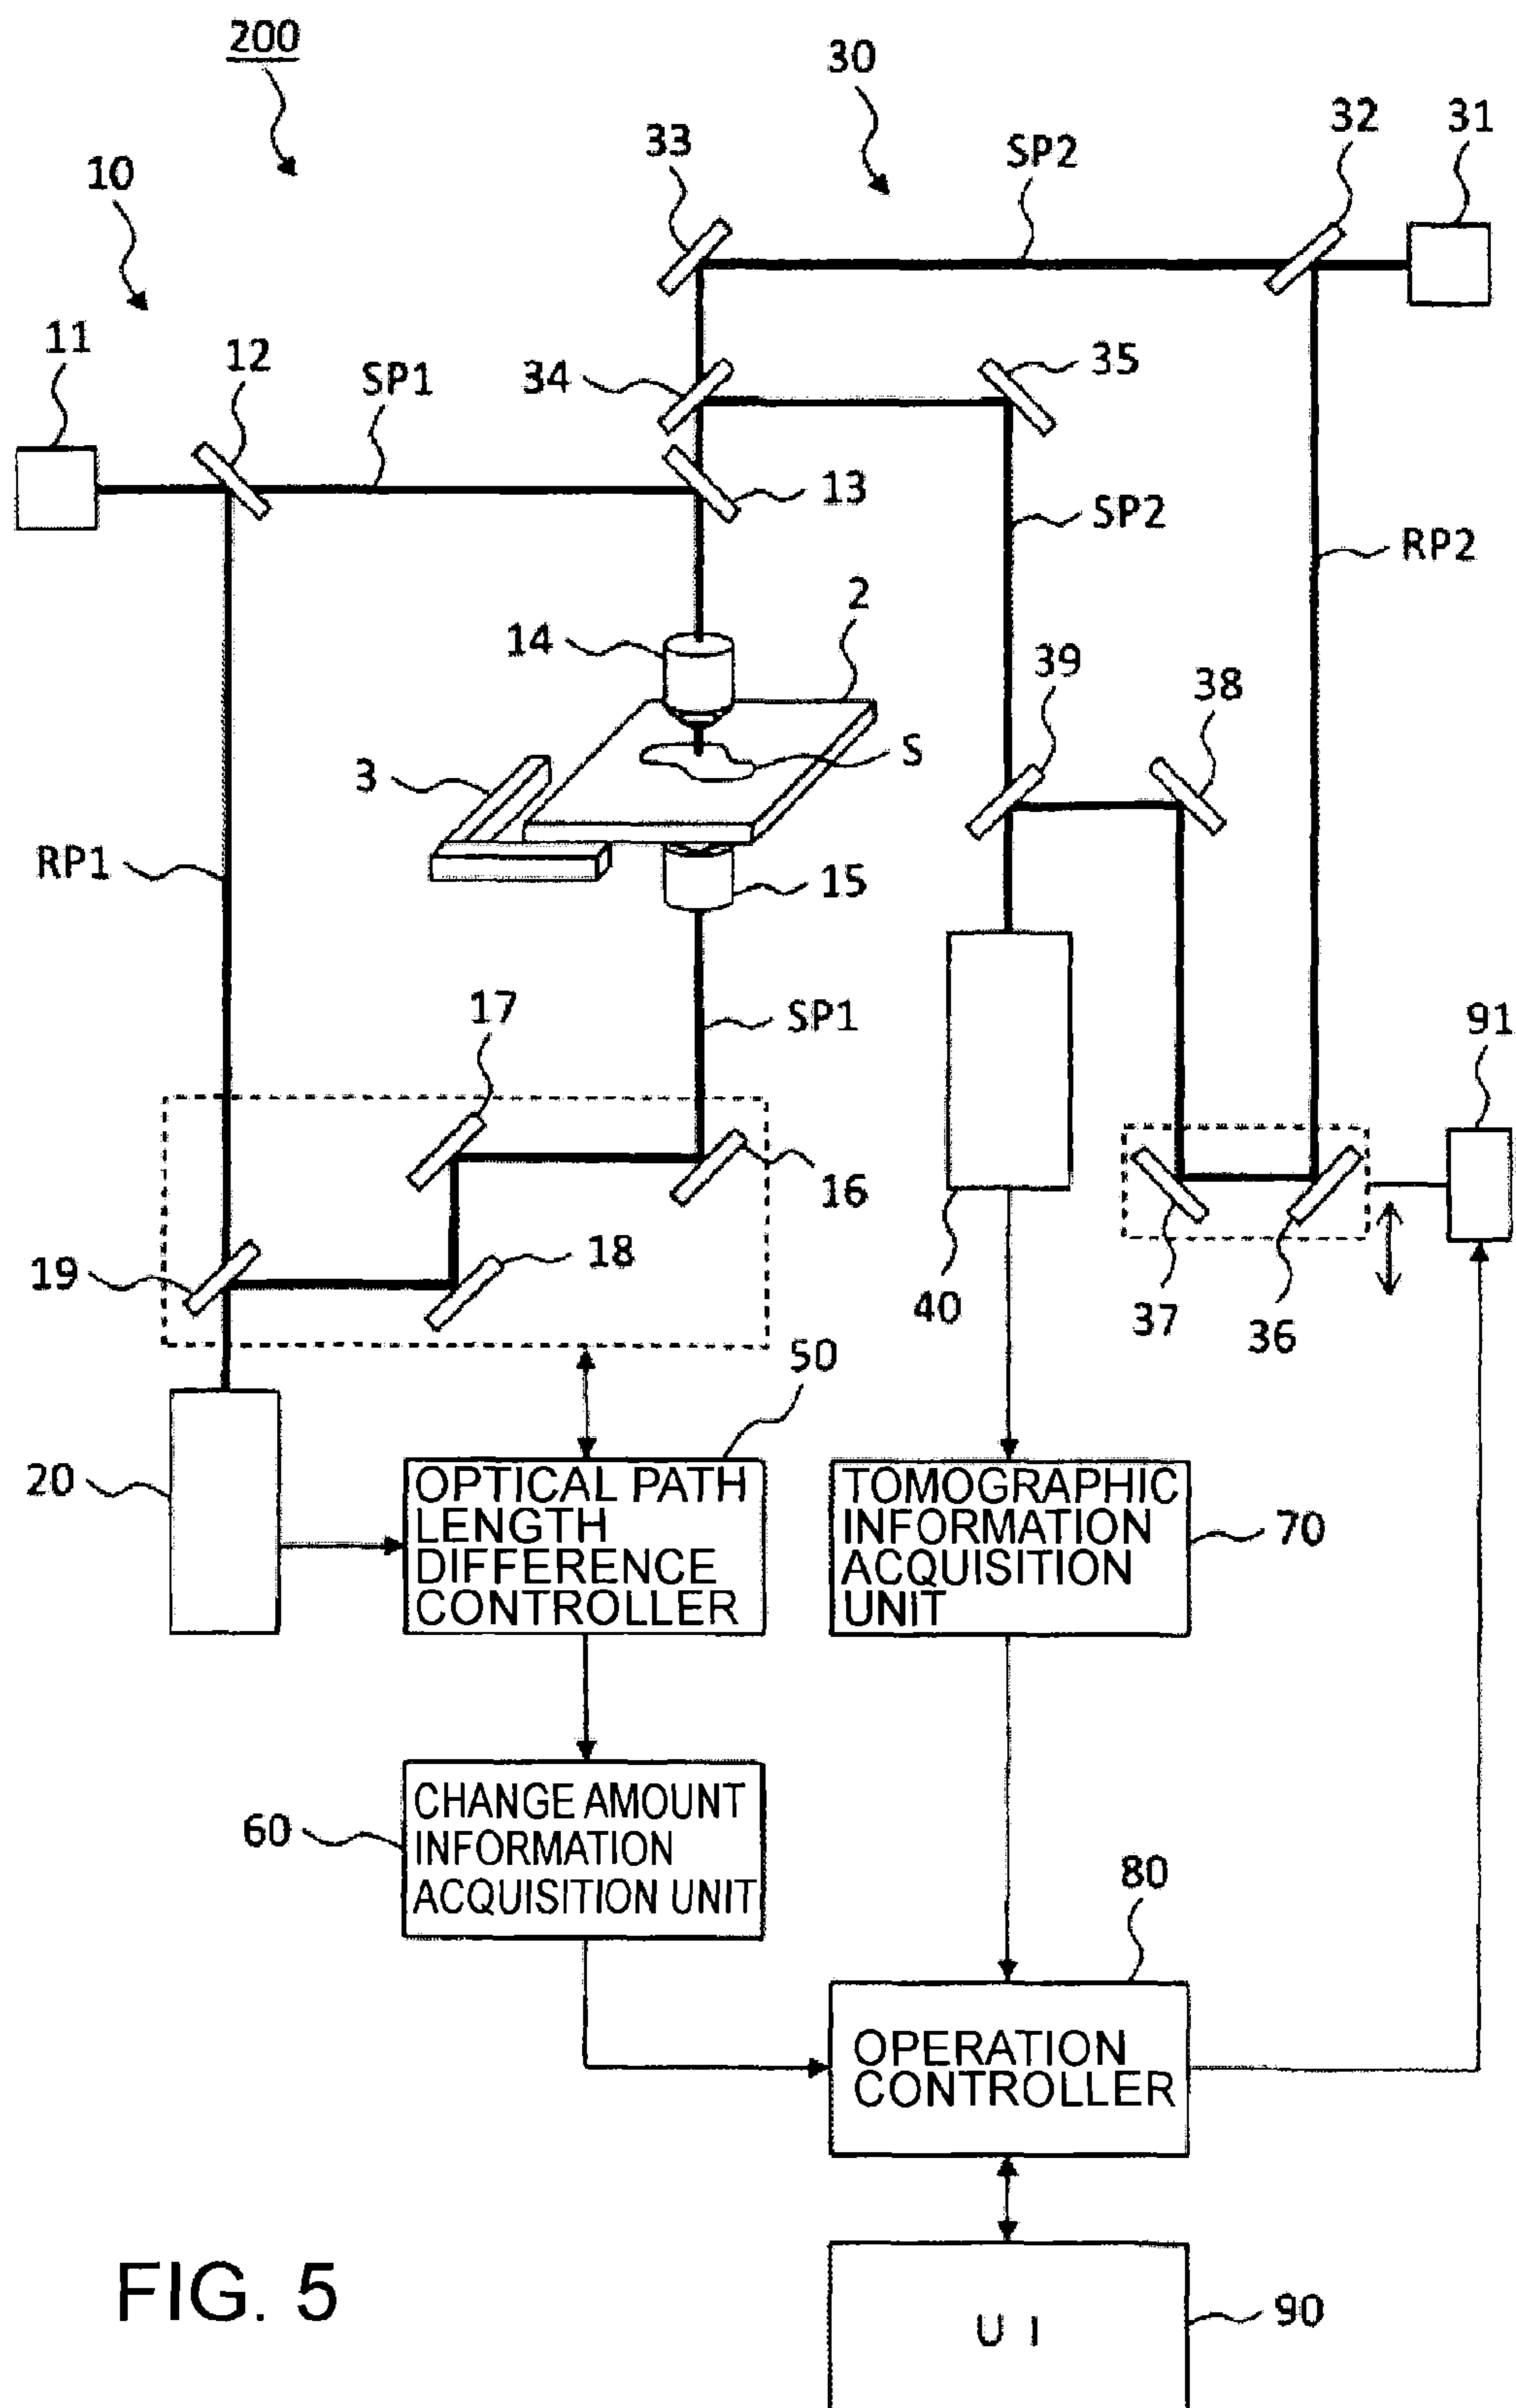 200
30
10
33
SP2
32
31
11
12
SP1
34
35
13
SP2
RP2
14
2
39
38
3
S
RP1
15
17
SP1
91
16
19
18
40
37
36
50
20
OPTICAL PATH
LENGTH
DIFFERENCE
CONTROLLER
TOMOGRAPHIC
INFORMATION
ACQUISITION
UNIT
70
60
CHANGE AMOUNT
INFORMATION
ACQUISITION UNIT
80
OPERATION
CONTROLLER
FIG. 5
U I
90